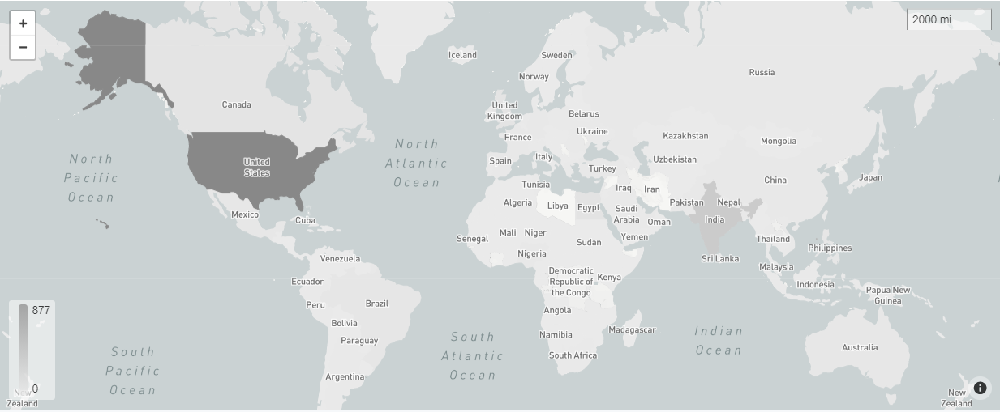 +
2000 mi
−
Iceland
Sweden
Norway
Russia
Canada
United
Kingdom
Belarus
Ukraine
France
Kazakhstan
Mongolia
North
Pacific
Ocean
North
Atlantic
Ocean
United
States
Spain
Italy
Turkey
Uzbekistan
China
Japan
Tunisia
Algeria
Libya
Egypt
Iraq
Iran
Pakistan
Nepal
Mexico
Cuba
Saudi
Arabia
Oman
India
Senegal
Mali
Niger
Sudan
Yemen
Thailand
Philippines
Nigeria
Sri Lanka
Malaysia
Venezuela
Ecuador
Democratic
Republic of
the Congo
Kenya
Indonesia
Papua New
Guinea
Peru
Brazil
Angola
Bolivia
Namibia
Madagascar
Paraguay
South Africa
Argentina
South
Pacific
Ocean
South
Atlantic
Ocean
Indian
Ocean
Australia
877
0
New
Zealand
New
Zealand
i